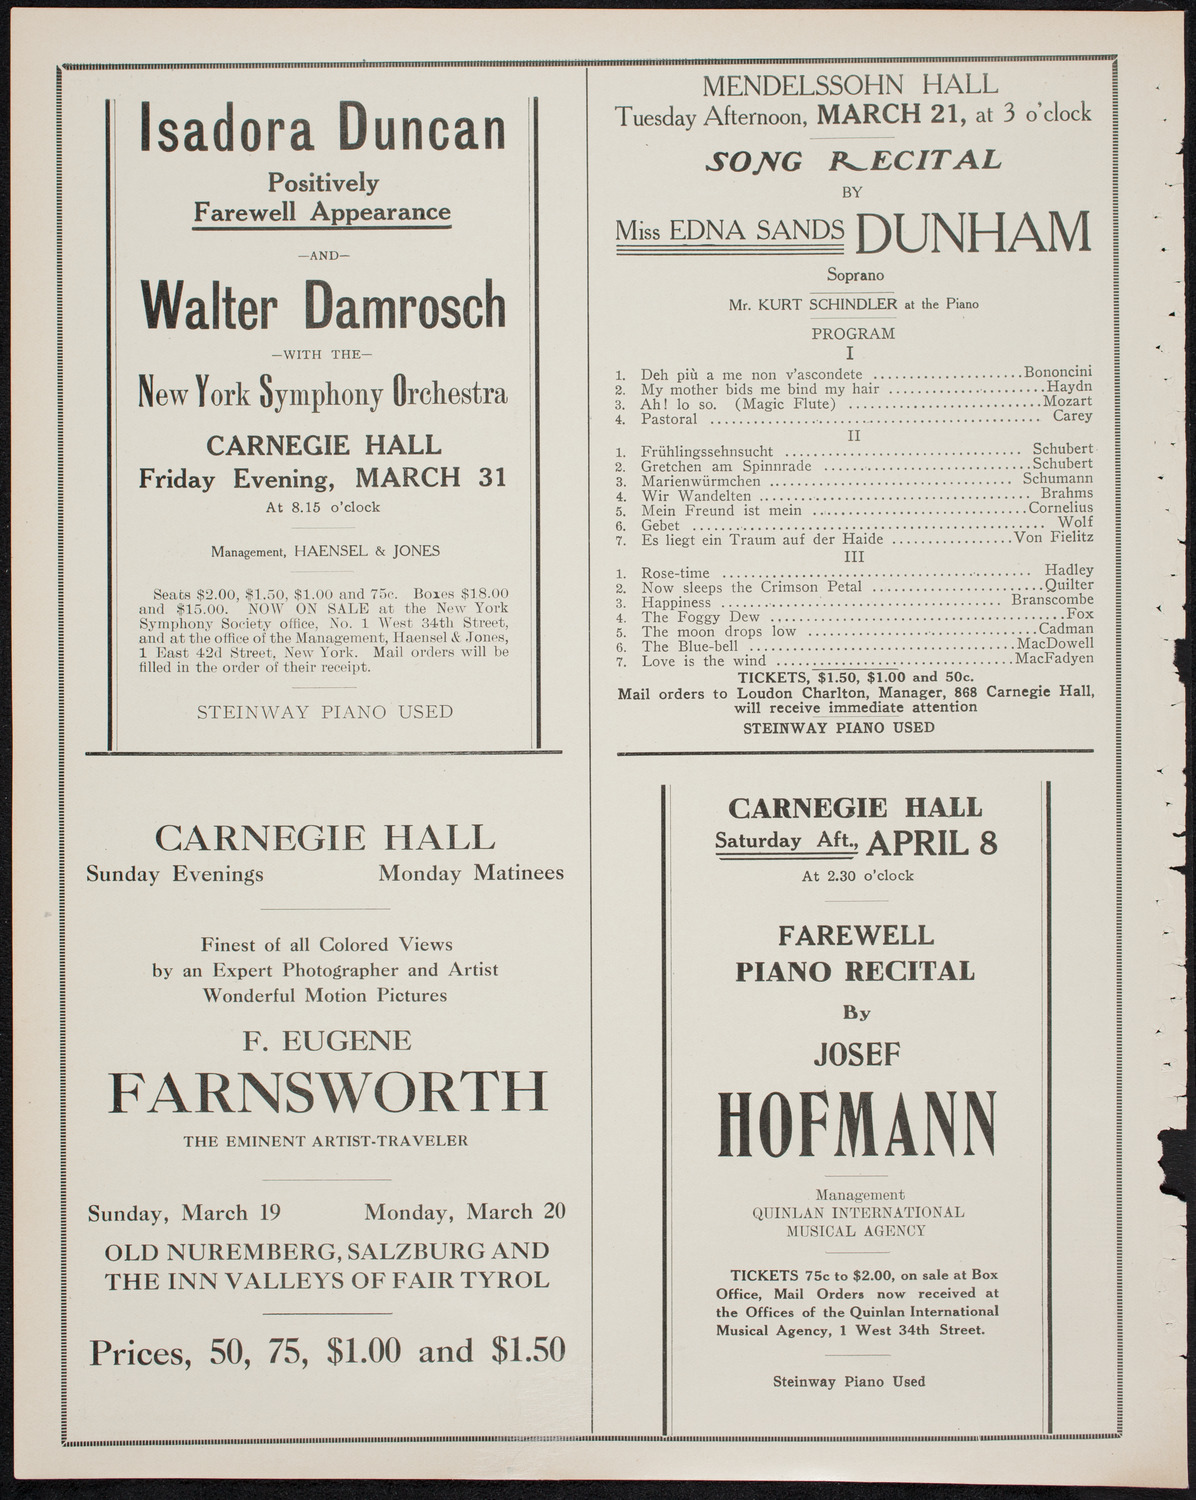 Isadora Duncan
Positively
Farewell Appearance
—AND—
Walter Damrosch
—WITH THE—
New York Symphony Orchestra
CARNEGIE HALL
Friday Evening, MARCH 31
At 8.15 o'clock
Management, HAENSEL & JONES
Seats $2.00, $1.50, $1.00 and 75c. Boxes $18.00
and $15.00. NOW ON SALE at the New York
Symphony Society office, No. 1 West 34th Street,
and at the office of the Management, Haensel & Jones,
1 East 42d Street, New York. Mail orders will be
filled in the order of their receipt.
STEINWAY PIANO USED
CARNEGIE HALL
Sunday Evenings Monday Matinees
Finest of all Colored Views
by an Expert Photographer and Artist
Wonderful Motion Pictures
F. EUGENE
FARNSWORTH
THE EMINENT ARTIST-TRAVELER
Sunday, March 19 Monday, March 20
OLD NUREMBERG, SALZBURG AND
THE INN VALLEYS OF FAIR TYROL
Prices, 50, 75, $1.00 and $1.50
MENDELSSOHN HALL
Tuesday Afternoon, MARCH 21, at 3 o'clock
SONG RECITAL
BY
Miss EDNA SANDS DUNHAM
Soprano
Mr. KURT SCHINDLER at the Piano
PROGRAM
I
1. Deh più a me non v'ascondete ....................Bononcini
2. My mother bids me bind my hair ......................Haydn
3. Ah! lo so. (Magic Flute) ...........................Mozart
4. Pastoral .............................................. Carey
II
1. Frühlingssehnsucht ................................. Schubert
2. Gretchen am Spinnrade .............................Schubert
3. Marienwürmchen .................................. Schumann
4. Wir Wandelten ..................................... Brahms
5. Mein Freund ist mein ..............................Cornelius
6. Gebet ................................................. Wolf
7. Es liegt ein Traum auf der Haide .................Von Fielitz
III
1. Rose-time ........................................... Hadley
2. Now sleeps the Crimson Petal ........................Quilter
3. Happiness ....................................... Branscombe
4. The Foggy Dew .........................................Fox
5. The moon drops low ................................Cadman
6. The Blue-bell .....................................MacDowell
7. Love is the wind .................................MacFadyen
TICKETS, $1.50, $1.00 and 50c.
Mail orders to Loudon Charlton, Manager, 868 Carnegie Hall,
will receive immediate attention
STEINWAY PIANO USED
CARNEGIE HALL
Saturday Aft., APRIL 8
At 2.30 o'clock
FAREWELL
PIANO RECITAL
By
JOSEF
HOFMANN
Management
QUINLAN INTERNATIONAL
MUSICAL AGENCY
TICKETS 75c to $2.00, on sale at Box
Office, Mail Orders now received at
the Offices of the Quinlan International
Musical Agency, 1 West 34th Street.
Steinway Piano Used